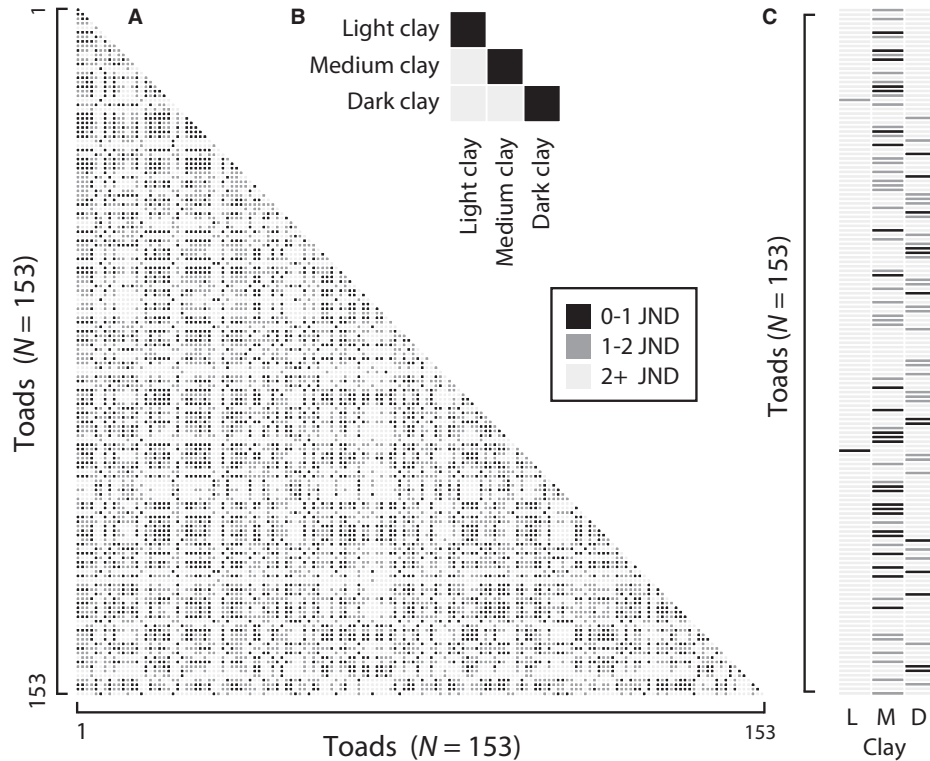 A
1
Toads (N = 153)
153
1
153
Toads (N = 153)
B
Light clay
Medium clay
Dark clay
Light clay
Medium clay
Dark clay
0-1 JND
1-2 JND
2+ JND
C
Toads (N = 153)
L M D
Clay